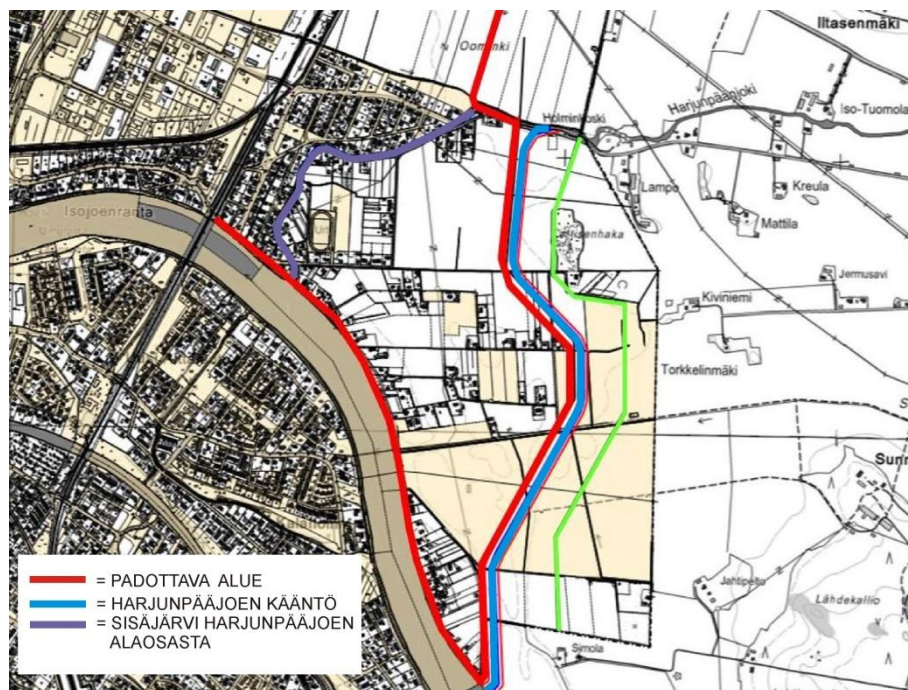 Iltasenmäki
Oominki
Harjunpäänjoki
Iso-Tuomola
Holminkoski
Lampo
Kreula
Mattila
Isojoenranta
Jermusavi
Kiviniemi
Torkkelinmäki
Jahtipelto
Lähdekallio
Simola
= PADOTTAVA ALUE
= HARJUNPÄÄJOEN KÄÄNTÖ
= SISÄJÄRVI HARJUNPÄÄJOEN
ALAOSASTA